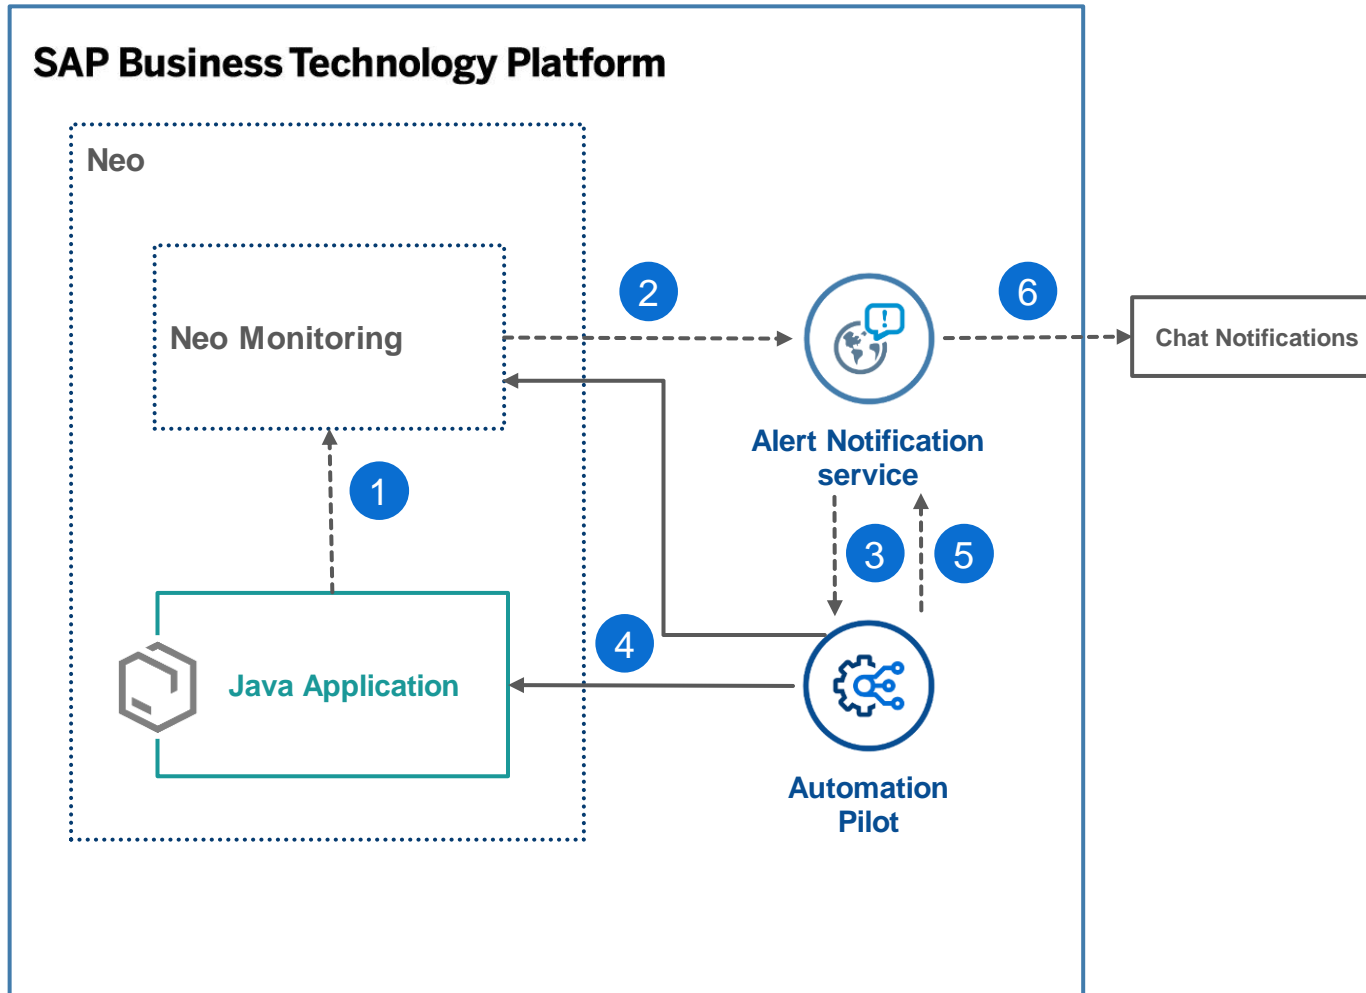 SAP Business Technology Platform
Neo
Neo Monitoring
2
6
Chat Notifications
Alert Notification
service
1
3
5
4
Java Application
Automation
Pilot